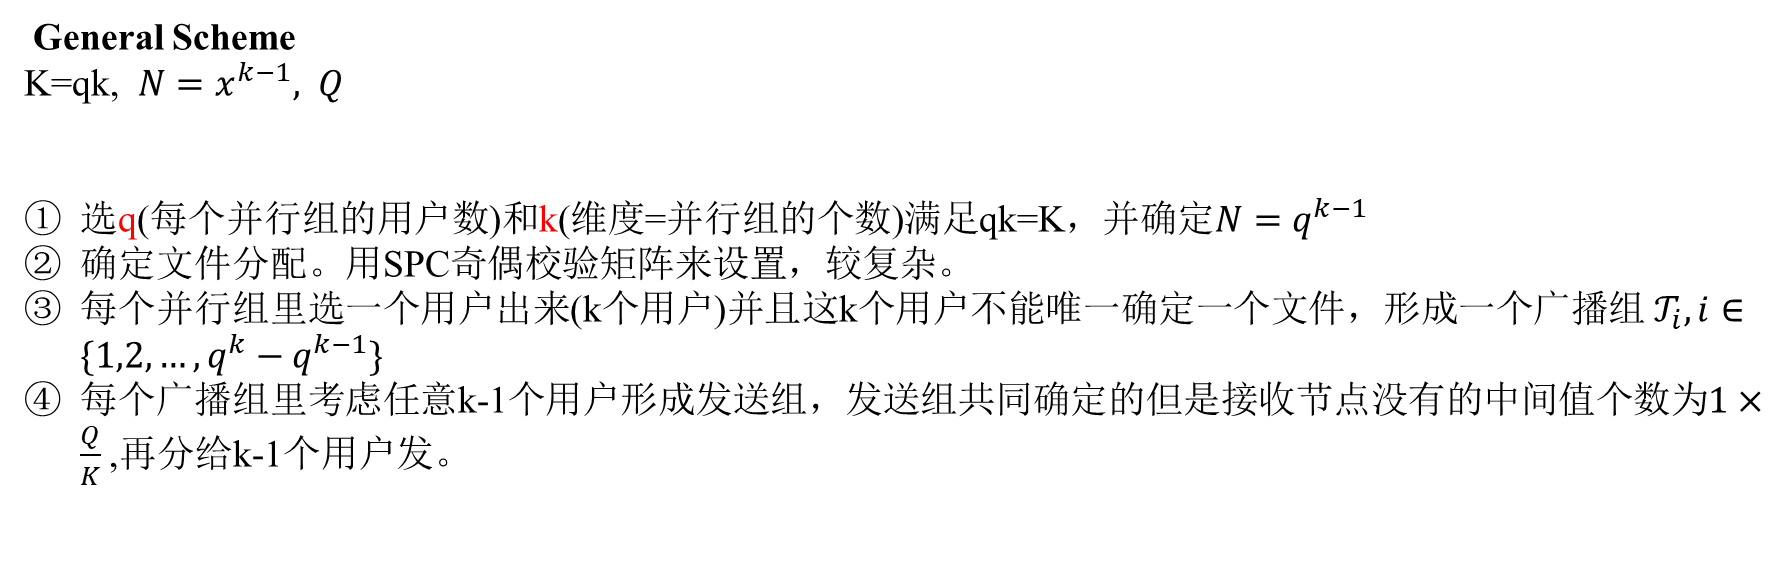 General Scheme
K=qk, N = x^{k−1}, Q
① 选q(每个并行组的用户数)和k(维度=并行组的个数)满足qk=K，并确定N = q^{k−1}
② 确定文件分配。用SPC奇偶校验矩阵来设置，较复杂。
③ 每个并行组里选一个用户出来(k个用户)并且这k个用户不能唯一确定一个文件，形成一个广播组 𝒯_i, i ∈
{1,2, … , q^k − q^{k−1}}
④ 每个广播组里考虑任意k-1个用户形成发送组，发送组共同确定的但是接收节点没有的中间值个数为1 ×
Q/K ,再分给k-1个用户发。